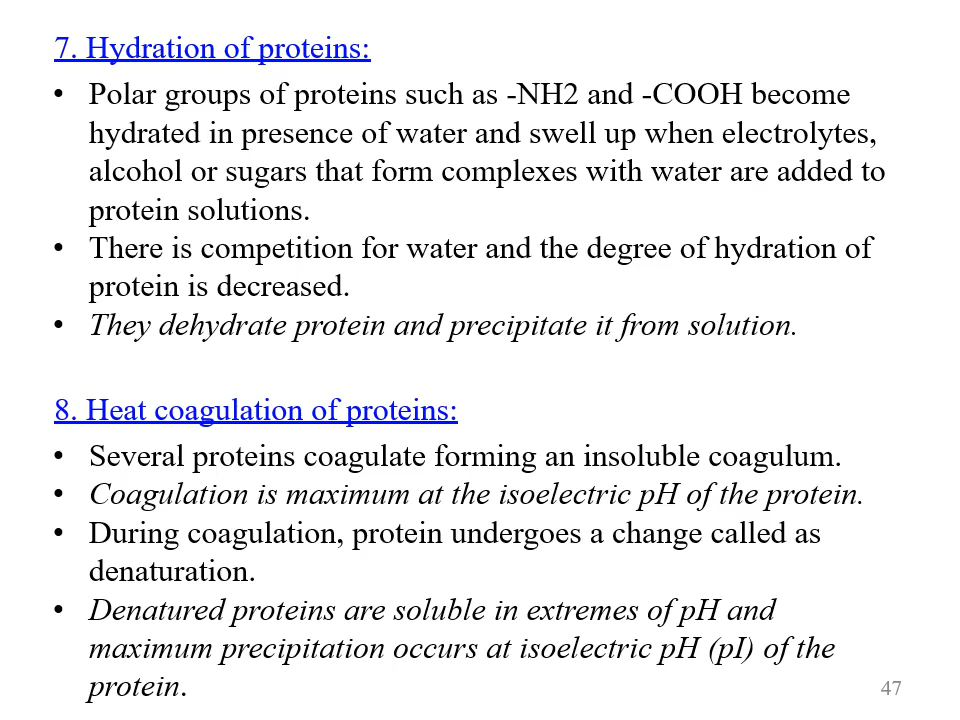 7. Hydration of proteins:
• Polar groups of proteins such as -NH2 and -COOH become
hydrated in presence of water and swell up when electrolytes,
alcohol or sugars that form complexes with water are added to
protein solutions.
• There is competition for water and the degree of hydration of
protein is decreased.
• They dehydrate protein and precipitate it from solution.
8. Heat coagulation of proteins:
• Several proteins coagulate forming an insoluble coagulum.
• Coagulation is maximum at the isoelectric pH of the protein.
• During coagulation, protein undergoes a change called as
denaturation.
• Denatured proteins are soluble in extremes of pH and
maximum precipitation occurs at isoelectric pH (pI) of the
protein.
47